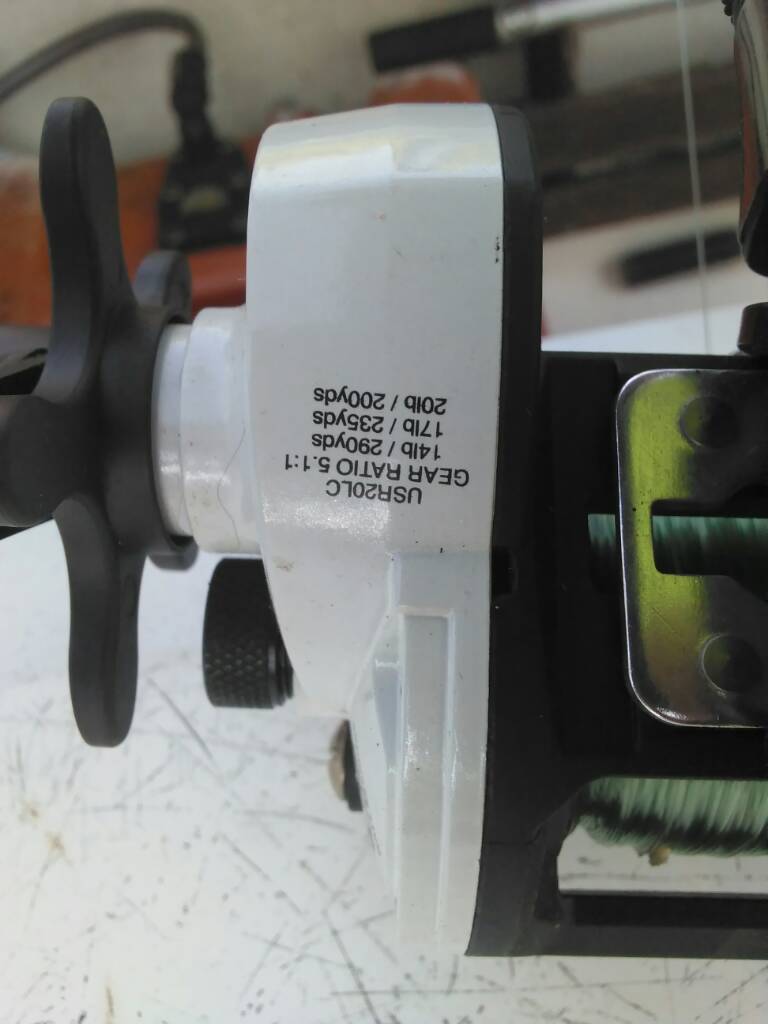 USR20LC
GEAR RATIO 5.1:1
14lb / 290yds
17lb / 235yds
20lb / 200yds